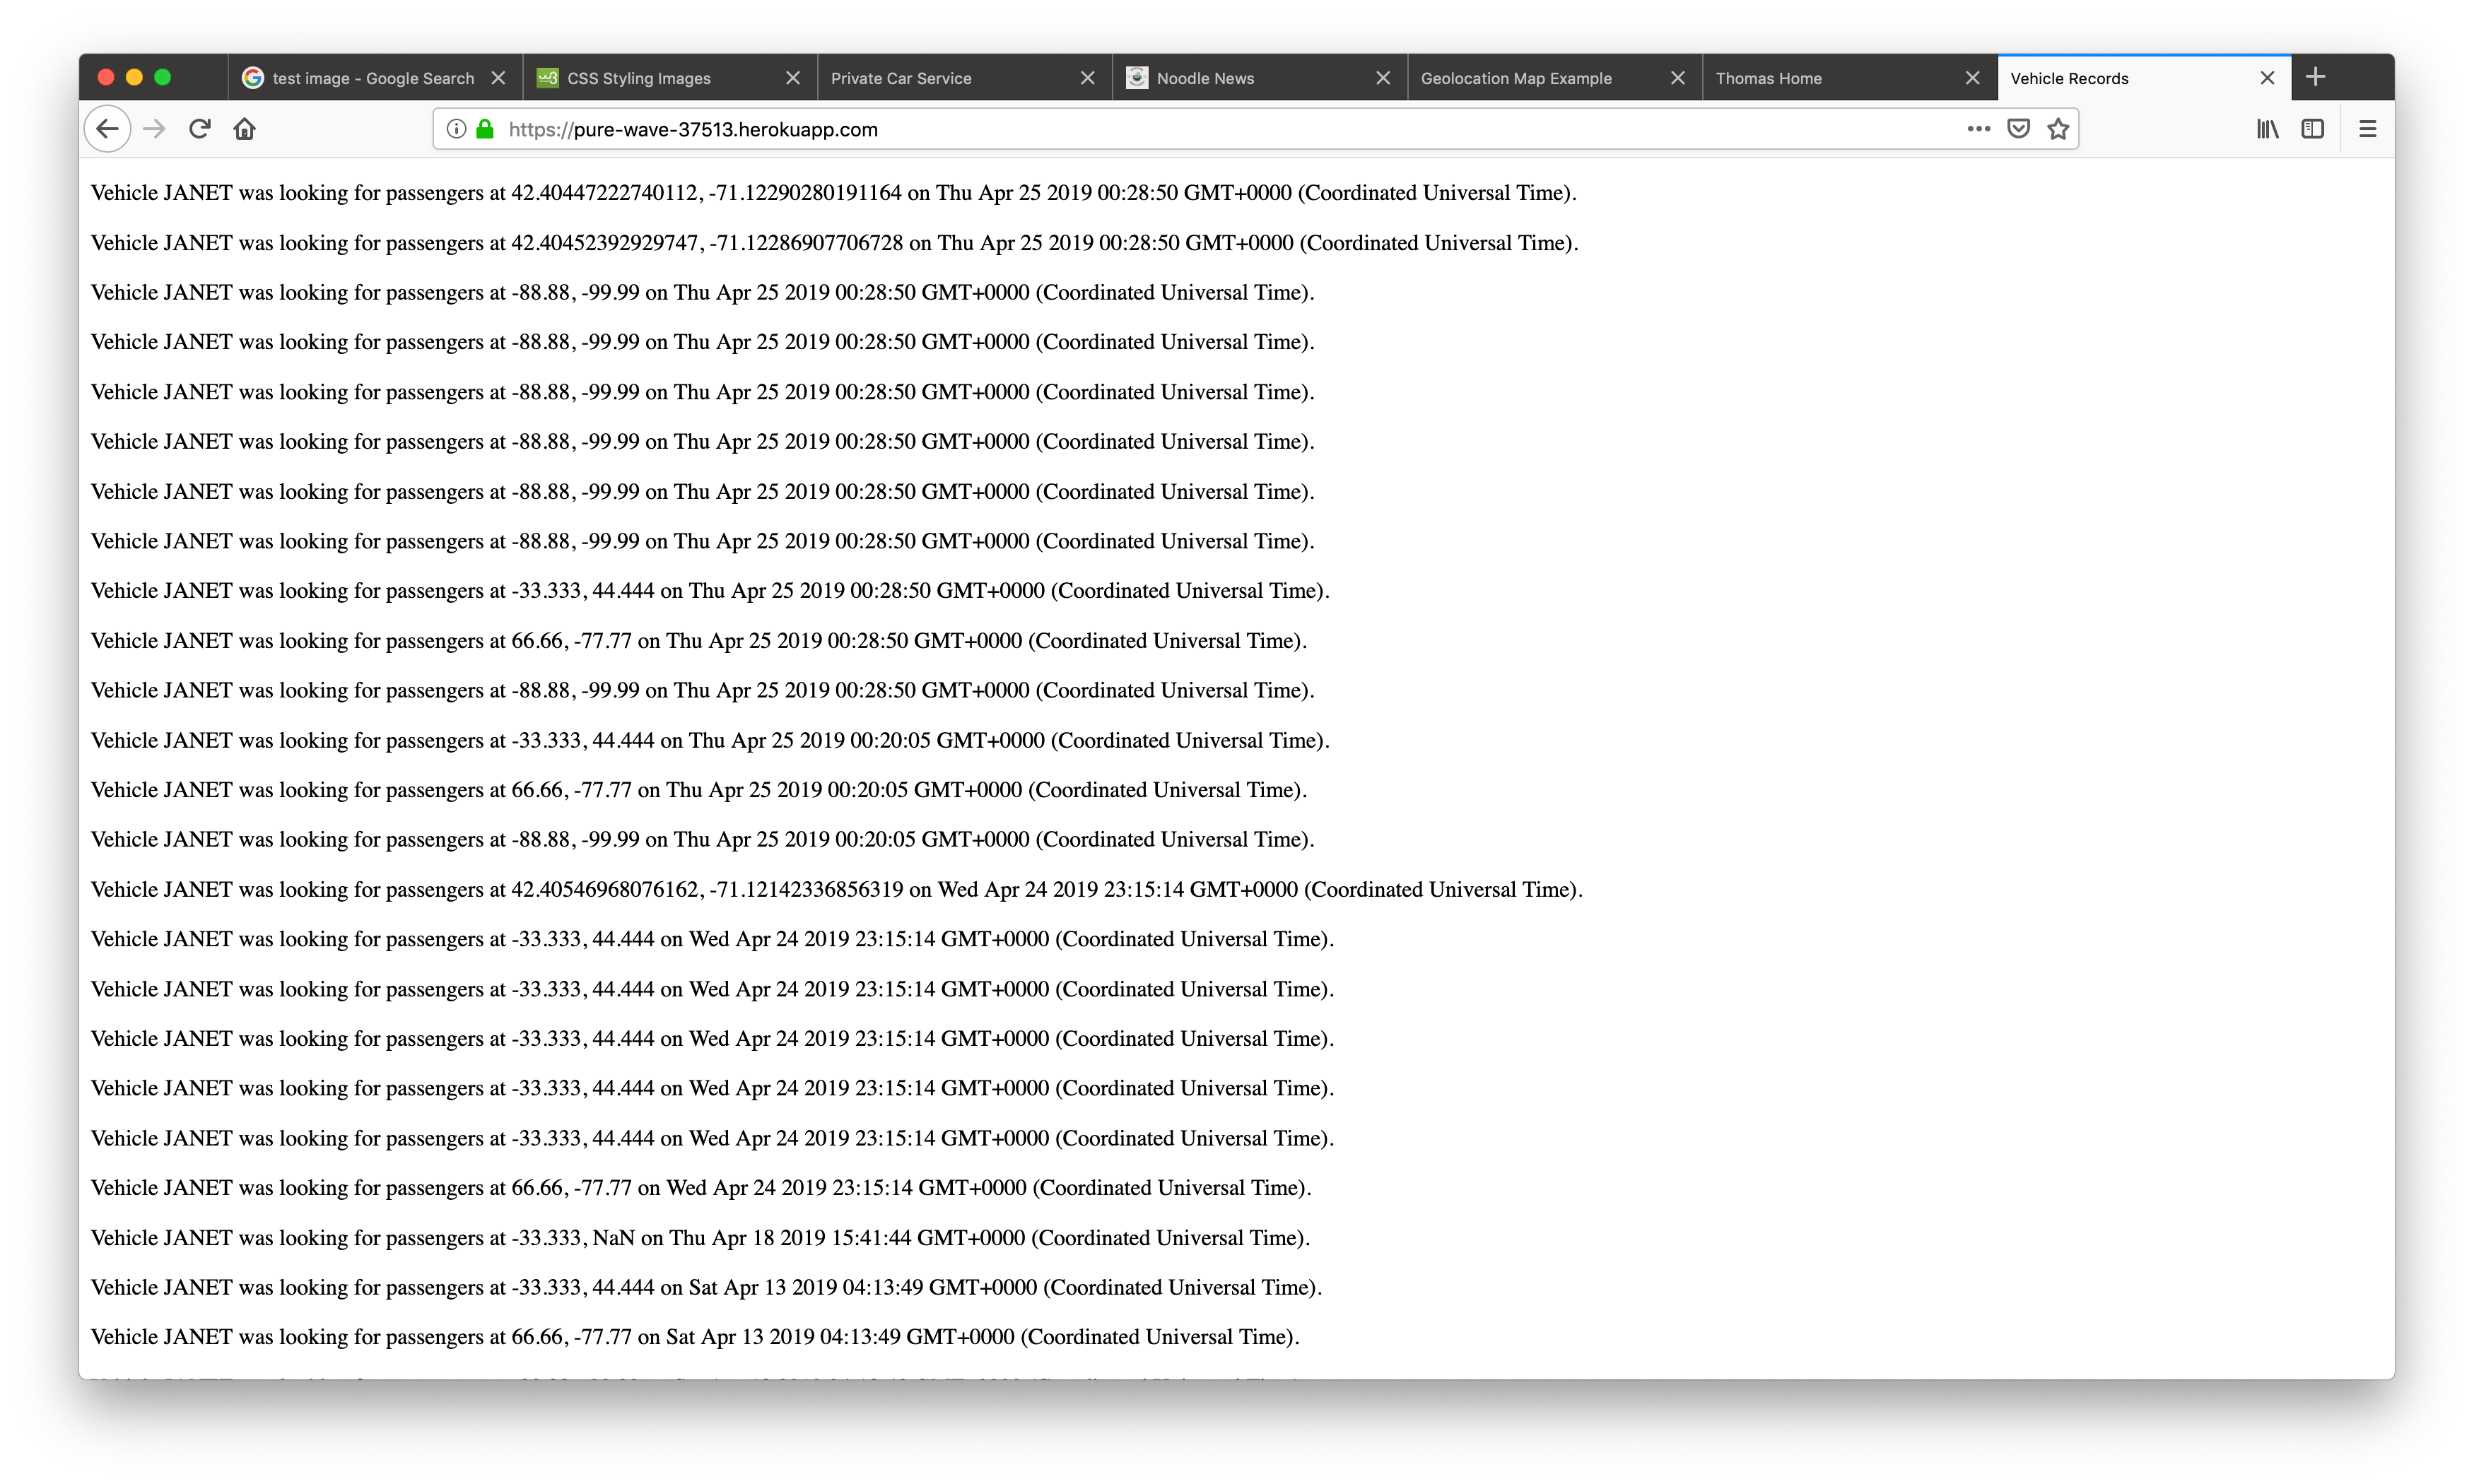 test image - Google Search
CSS Styling Images
Private Car Service
Noodle News
Geolocation Map Example
Thomas Home
Vehicle Records
https://pure-wave-37513.herokuapp.com
Vehicle JANET was looking for passengers at 42.40447222740112, -71.12290280191164 on Thu Apr 25 2019 00:28:50 GMT+0000 (Coordinated Universal Time).
Vehicle JANET was looking for passengers at 42.40452392929747, -71.12286907706728 on Thu Apr 25 2019 00:28:50 GMT+0000 (Coordinated Universal Time).
Vehicle JANET was looking for passengers at -88.88, -99.99 on Thu Apr 25 2019 00:28:50 GMT+0000 (Coordinated Universal Time).
Vehicle JANET was looking for passengers at -88.88, -99.99 on Thu Apr 25 2019 00:28:50 GMT+0000 (Coordinated Universal Time).
Vehicle JANET was looking for passengers at -88.88, -99.99 on Thu Apr 25 2019 00:28:50 GMT+0000 (Coordinated Universal Time).
Vehicle JANET was looking for passengers at -88.88, -99.99 on Thu Apr 25 2019 00:28:50 GMT+0000 (Coordinated Universal Time).
Vehicle JANET was looking for passengers at -88.88, -99.99 on Thu Apr 25 2019 00:28:50 GMT+0000 (Coordinated Universal Time).
Vehicle JANET was looking for passengers at -88.88, -99.99 on Thu Apr 25 2019 00:28:50 GMT+0000 (Coordinated Universal Time).
Vehicle JANET was looking for passengers at -33.333, 44.444 on Thu Apr 25 2019 00:28:50 GMT+0000 (Coordinated Universal Time).
Vehicle JANET was looking for passengers at 66.66, -77.77 on Thu Apr 25 2019 00:28:50 GMT+0000 (Coordinated Universal Time).
Vehicle JANET was looking for passengers at -88.88, -99.99 on Thu Apr 25 2019 00:28:50 GMT+0000 (Coordinated Universal Time).
Vehicle JANET was looking for passengers at -33.333, 44.444 on Thu Apr 25 2019 00:20:05 GMT+0000 (Coordinated Universal Time).
Vehicle JANET was looking for passengers at 66.66, -77.77 on Thu Apr 25 2019 00:20:05 GMT+0000 (Coordinated Universal Time).
Vehicle JANET was looking for passengers at -88.88, -99.99 on Thu Apr 25 2019 00:20:05 GMT+0000 (Coordinated Universal Time).
Vehicle JANET was looking for passengers at 42.40546968076162, -71.12142336856319 on Wed Apr 24 2019 23:15:14 GMT+0000 (Coordinated Universal Time).
Vehicle JANET was looking for passengers at -33.333, 44.444 on Wed Apr 24 2019 23:15:14 GMT+0000 (Coordinated Universal Time).
Vehicle JANET was looking for passengers at -33.333, 44.444 on Wed Apr 24 2019 23:15:14 GMT+0000 (Coordinated Universal Time).
Vehicle JANET was looking for passengers at -33.333, 44.444 on Wed Apr 24 2019 23:15:14 GMT+0000 (Coordinated Universal Time).
Vehicle JANET was looking for passengers at -33.333, 44.444 on Wed Apr 24 2019 23:15:14 GMT+0000 (Coordinated Universal Time).
Vehicle JANET was looking for passengers at -33.333, 44.444 on Wed Apr 24 2019 23:15:14 GMT+0000 (Coordinated Universal Time).
Vehicle JANET was looking for passengers at 66.66, -77.77 on Wed Apr 24 2019 23:15:14 GMT+0000 (Coordinated Universal Time).
Vehicle JANET was looking for passengers at -33.333, NaN on Thu Apr 18 2019 15:41:44 GMT+0000 (Coordinated Universal Time).
Vehicle JANET was looking for passengers at -33.333, 44.444 on Sat Apr 13 2019 04:13:49 GMT+0000 (Coordinated Universal Time).
Vehicle JANET was looking for passengers at 66.66, -77.77 on Sat Apr 13 2019 04:13:49 GMT+0000 (Coordinated Universal Time).